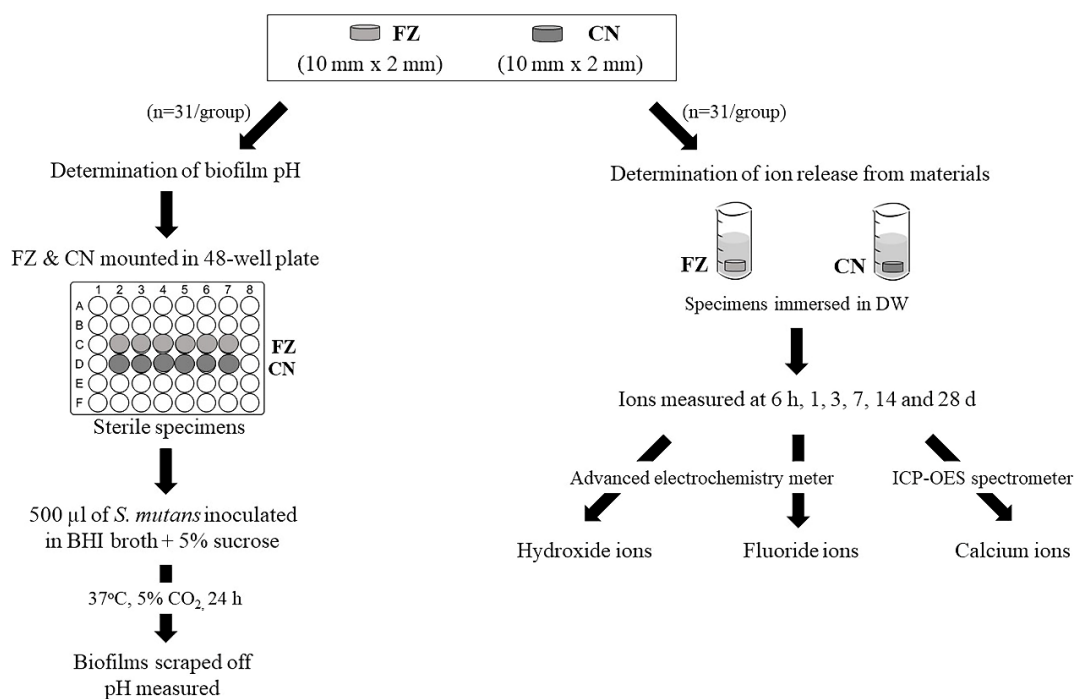 FZ
CN
(10 mm x 2 mm)
(10 mm x 2 mm)
(n=31/group)
(n=31/group)
Determination of biofilm pH
FZ & CN mounted in 48-well plate
1 2 3 4 5 6 7 8
A
B
C
FZ
D
CN
E
F
Sterile specimens
500 µl of S. mutans inoculated
in BHI broth + 5% sucrose
37ºC, 5% CO2, 24 h
Biofilms scraped off
pH measured
Determination of ion release from materials
FZ
CN
Specimens immersed in DW
Ions measured at 6 h, 1, 3, 7, 14 and 28 d
Advanced electrochemistry meter
ICP-OES spectrometer
Hydroxide ions
Fluoride ions
Calcium ions